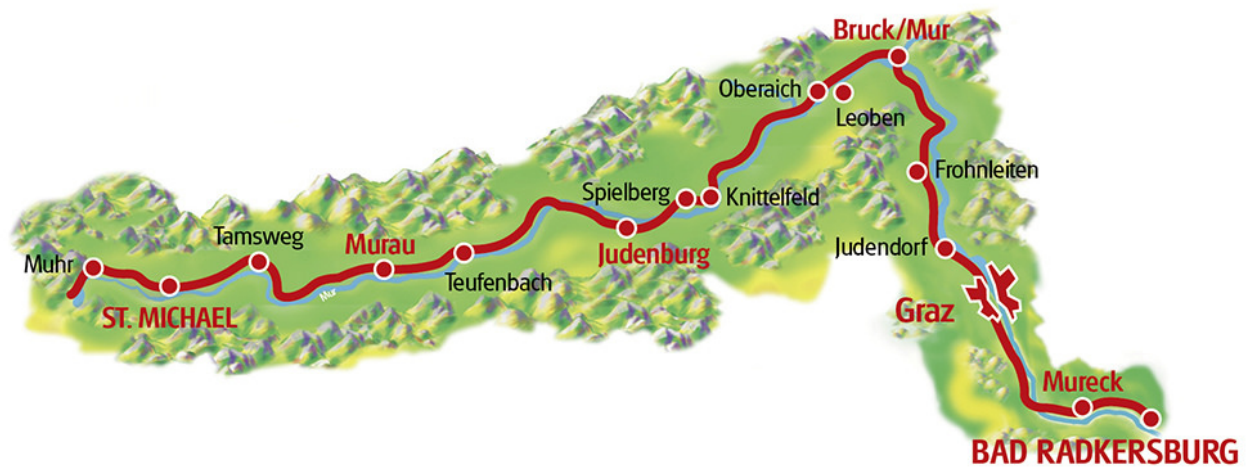 Bruck/Mur
Oberaich
Leoben
Frohnleiten
Spielberg
Knittelfeld
Tamsweg
Murau
Judenburg
Judendorf
Muhr
Teufenbach
Mur
ST. MICHAEL
Graz
Mureck
BAD RADKERSBURG